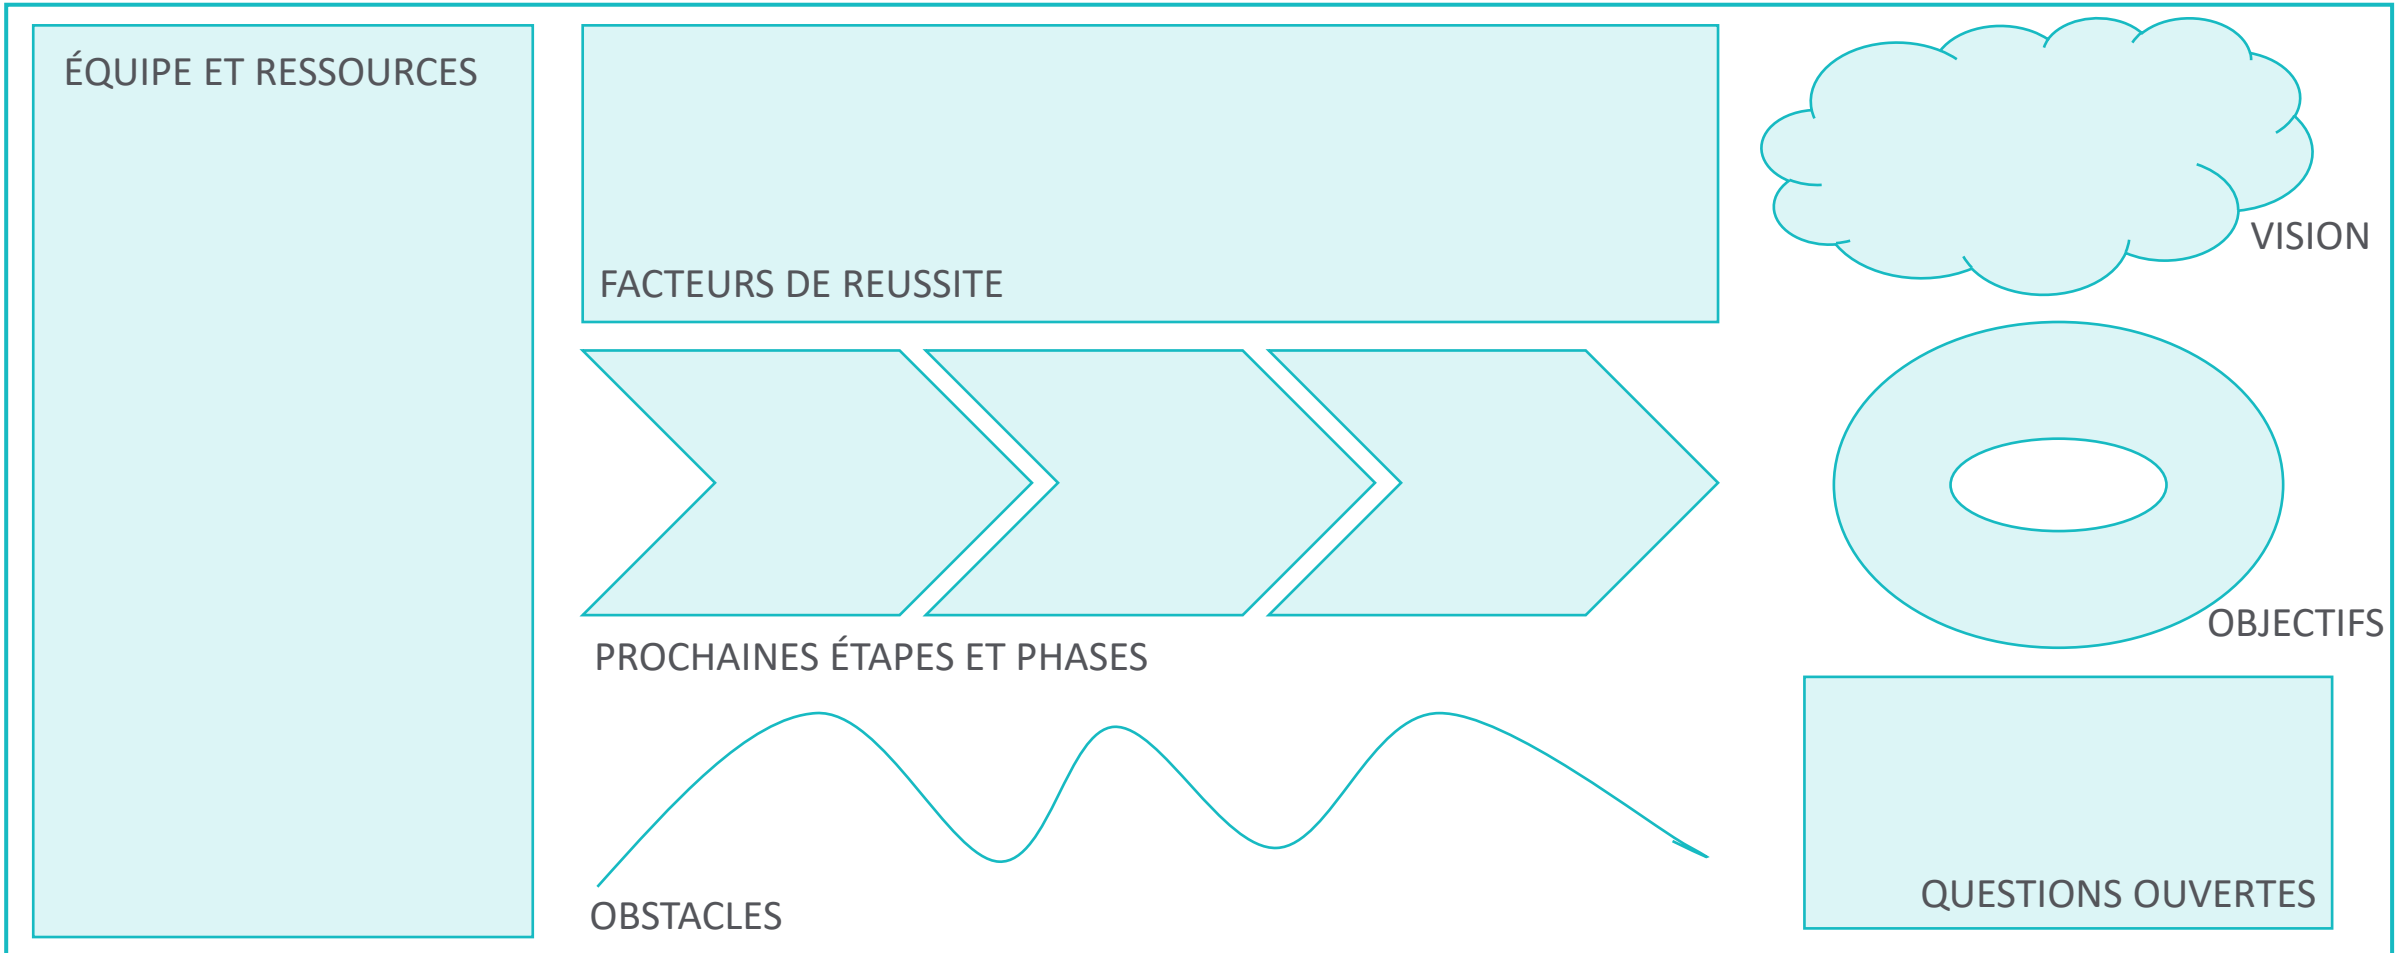 ÉQUIPE ET RESSOURCES
FACTEURS DE REUSSITE
VISION
PROCHAINES ÉTAPES ET PHASES
OBJECTIFS
OBSTACLES
QUESTIONS OUVERTES